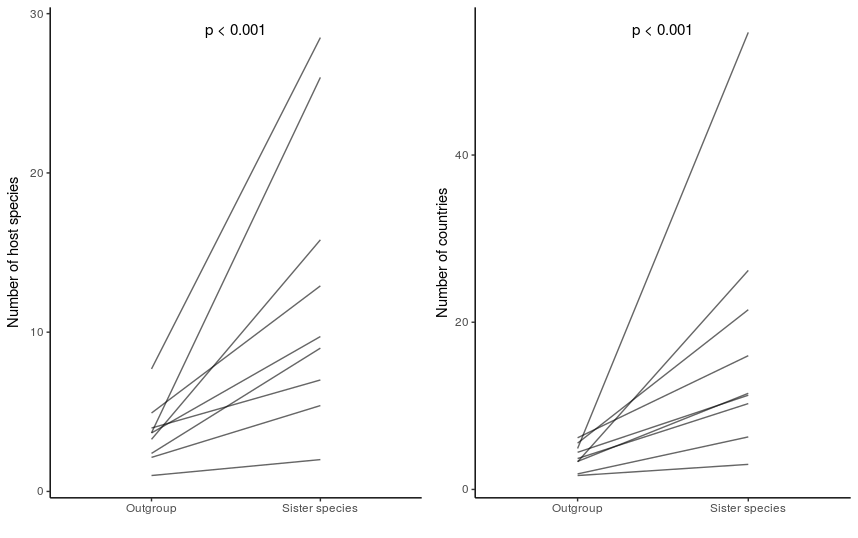 p < 0.001
Number of host species
30
20
10
0
Outgroup
Sister species
p < 0.001
Number of countries
40
20
0
Outgroup
Sister species